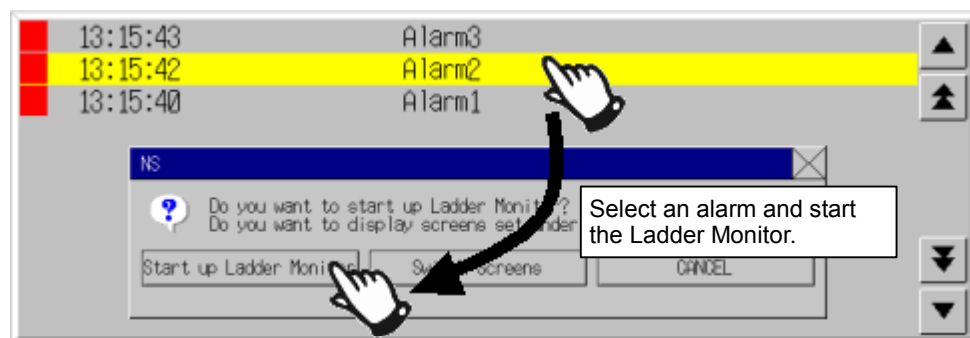 13:15:43 Alarm3
13:15:42 Alarm2
13:15:40 Alarm1
NS
Do you want to start up Ladder Monitor?
Do you want to display screens set
Select an alarm and start
the Ladder Monitor.
Start up Ladder Screens CANCEL